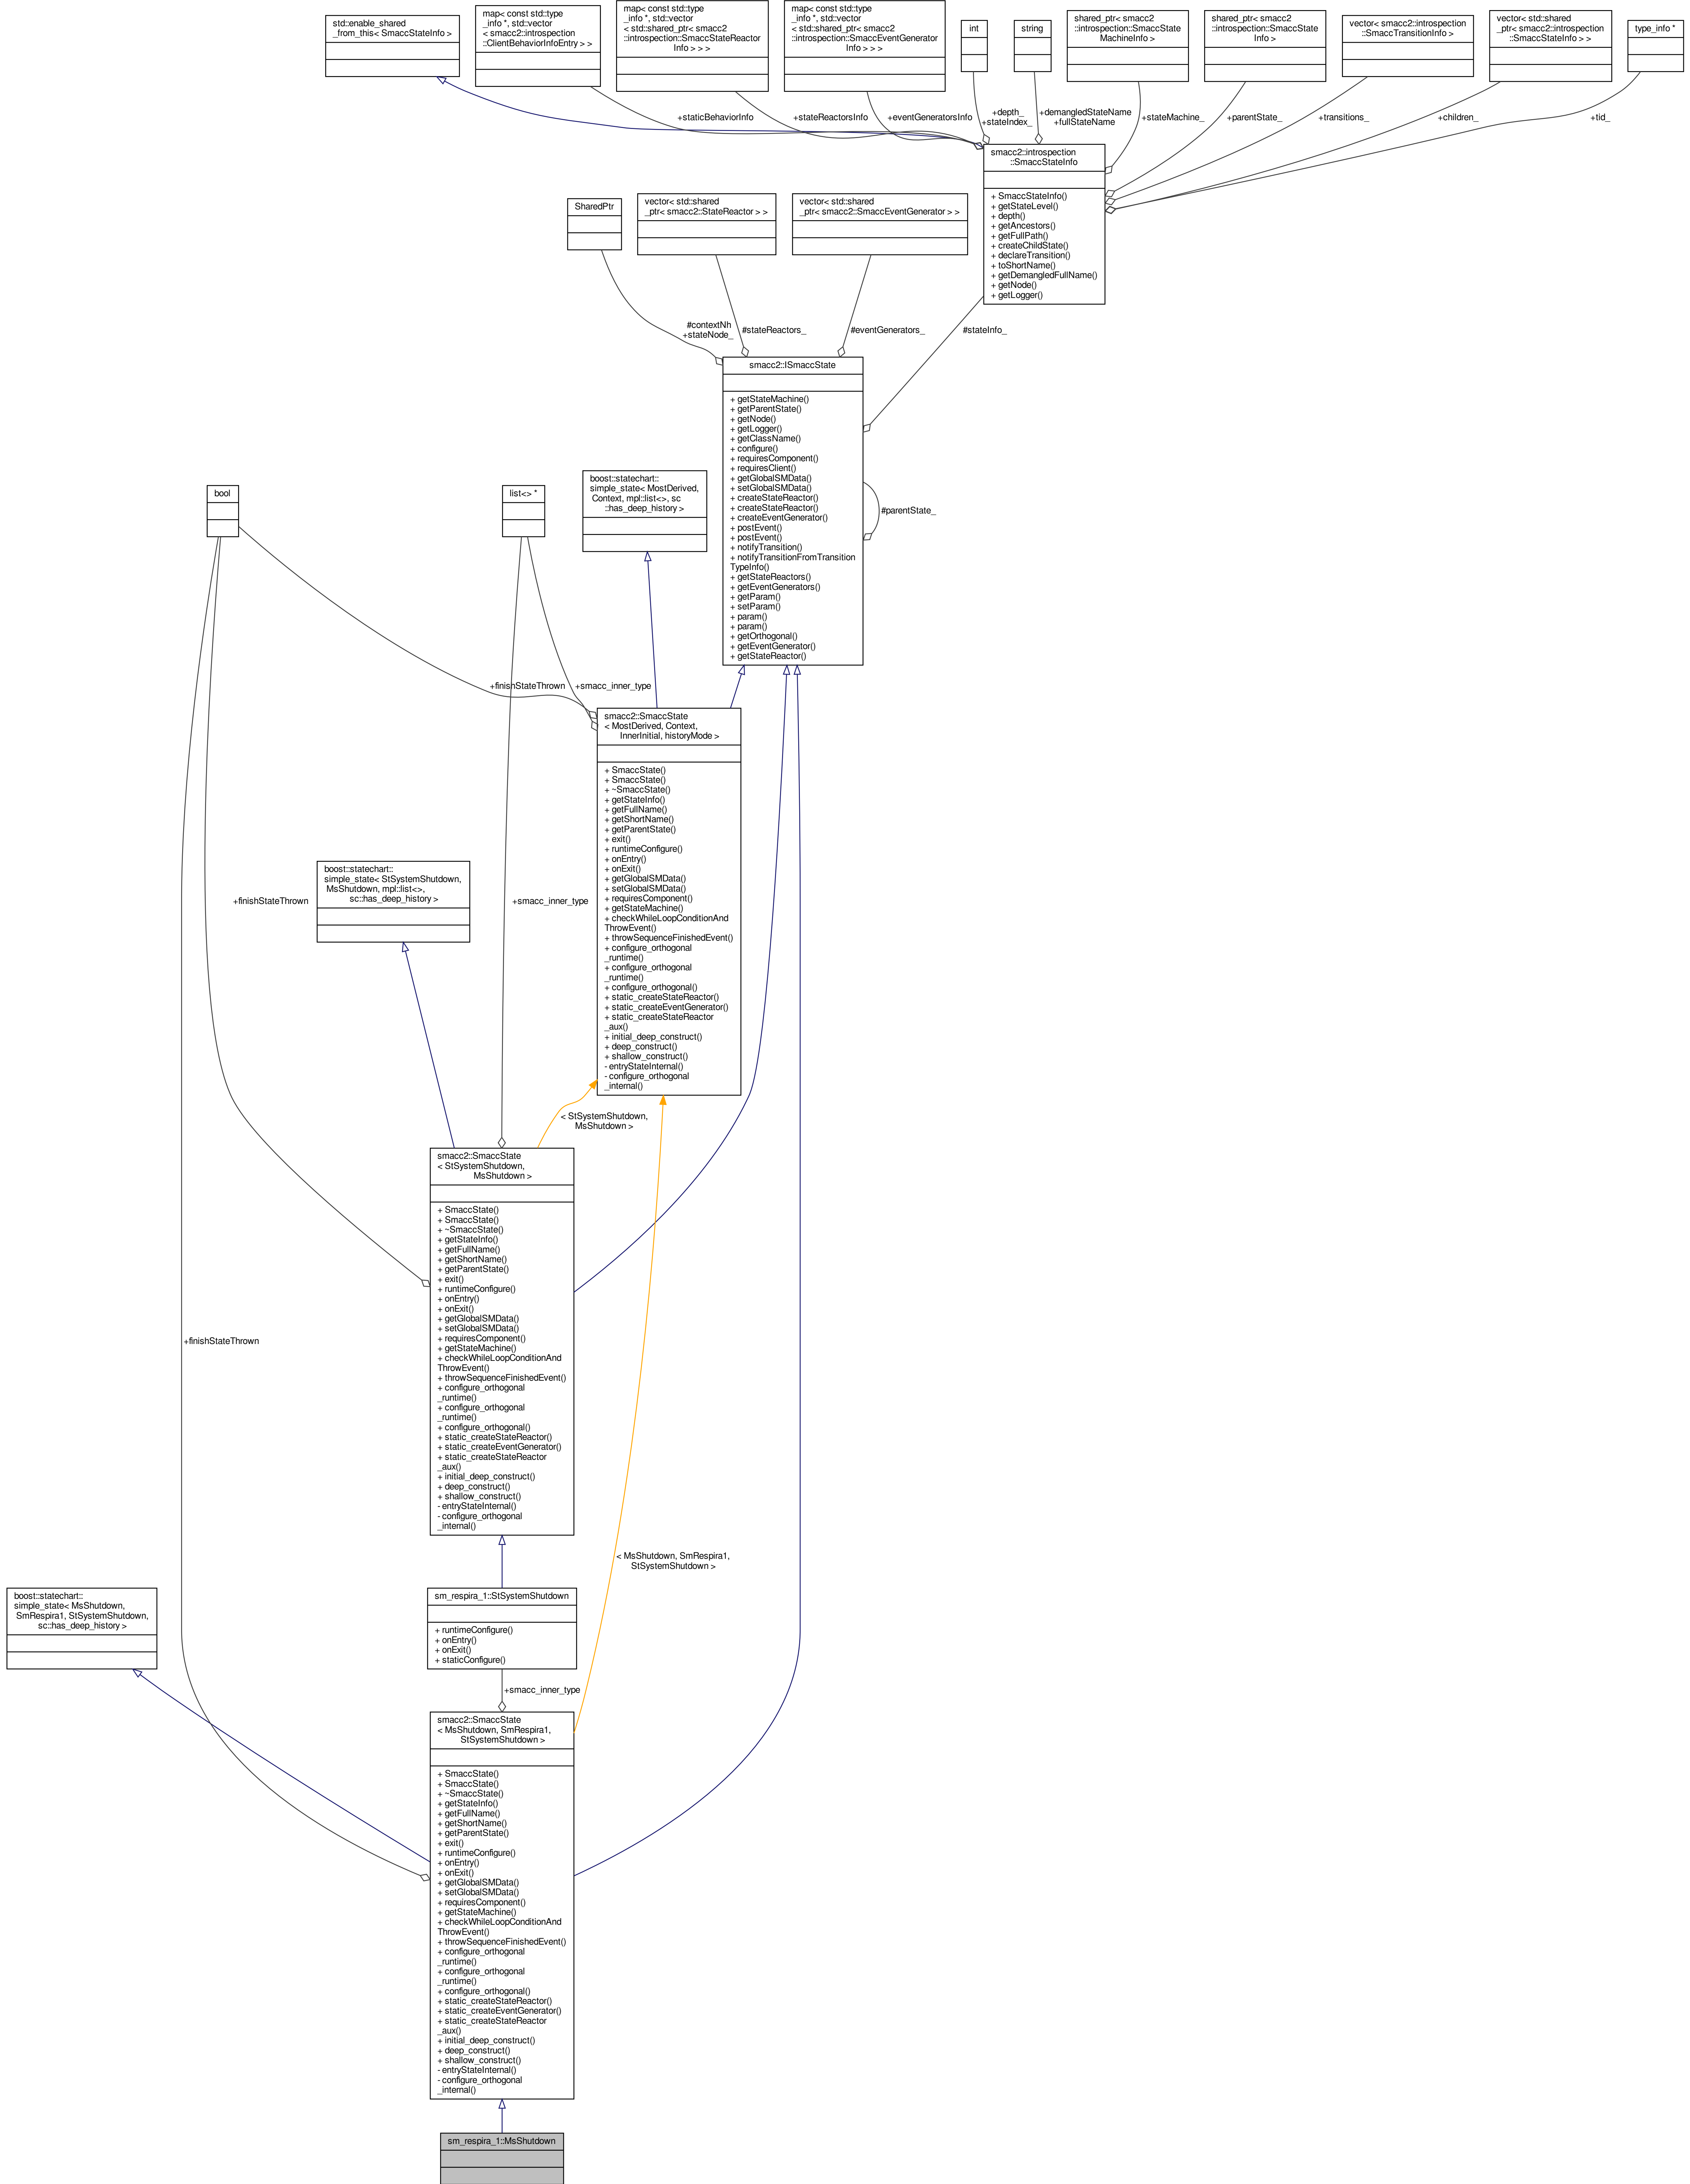 std::enable_shared
_from_this< SmaccStateInfo >
map< const std::type
_info *, std::vector
< smacc2::introspection
::ClientBehaviorInfoEntry > >
map< const std::type
_info *, std::vector
< std::shared_ptr< smacc2
::introspection::SmaccStateReactor
Info > > >
map< const std::type
_info *, std::vector
< std::shared_ptr< smacc2
::introspection::SmaccEventGenerator
Info > > >
int
string
shared_ptr< smacc2
::introspection::SmaccState
MachineInfo >
shared_ptr< smacc2
::introspection::SmaccState
Info >
vector< smacc2::introspection
::SmaccTransitionInfo >
vector< std::shared
_ptr< smacc2::introspection
::SmaccStateInfo > >
type_info *
+staticBehaviorInfo
+stateReactorsInfo
+eventGeneratorsInfo
+depth_
+stateIndex_
+demangledStateName
+fullStateName
+stateMachine_
+parentState_
+transitions_
+children_
+tid_
smacc2::introspection
::SmaccStateInfo
+ SmaccStateInfo()
+ getStateLevel()
+ depth()
+ getAncestors()
+ getFullPath()
+ createChildState()
+ declareTransition()
+ toShortName()
+ getDemangledFullName()
+ getNode()
+ getLogger()
SharedPtr
vector< std::shared
_ptr< smacc2::StateReactor > >
vector< std::shared
_ptr< smacc2::SmaccEventGenerator > >
#contextNh
+stateNode_
#stateReactors_
#eventGenerators_
#stateInfo_
smacc2::ISmaccState
+ getStateMachine()
+ getParentState()
+ getNode()
+ getLogger()
+ getClassName()
+ configure()
+ requiresComponent()
+ requiresClient()
+ getGlobalSMData()
+ setGlobalSMData()
+ createStateReactor()
+ createStateReactor()
+ createEventGenerator()
+ postEvent()
+ postEvent()
+ notifyTransition()
+ notifyTransitionFromTransition
TypeInfo()
+ getStateReactors()
+ getEventGenerators()
+ getParam()
+ setParam()
+ param()
+ param()
+ getOrthogonal()
+ getEventGenerator()
+ getStateReactor()
#parentState_
bool
list<> *
boost::statechart::
simple_state< MostDerived,
Context, mpl::list<>, sc
::has_deep_history >
+finishStateThrown
+smacc_inner_type
smacc2::SmaccState
< MostDerived, Context,
InnerInitial, historyMode >
+ SmaccState()
+ SmaccState()
+ ~SmaccState()
+ getStateInfo()
+ getFullName()
+ getShortName()
+ getParentState()
+ exit()
+ runtimeConfigure()
+ onEntry()
+ onExit()
+ getGlobalSMData()
+ setGlobalSMData()
+ requiresComponent()
+ getStateMachine()
+ checkWhileLoopConditionAnd
ThrowEvent()
+ throwSequenceFinishedEvent()
+ configure_orthogonal
_runtime()
+ configure_orthogonal
_runtime()
+ configure_orthogonal()
+ static_createStateReactor()
+ static_createEventGenerator()
+ static_createStateReactor
_aux()
+ initial_deep_construct()
+ deep_construct()
+ shallow_construct()
- entryStateInternal()
- configure_orthogonal
_internal()
boost::statechart::
simple_state< StSystemShutdown,
MsShutdown, mpl::list<>,
sc::has_deep_history >
+finishStateThrown
+smacc_inner_type
< StSystemShutdown,
MsShutdown >
smacc2::SmaccState
< StSystemShutdown,
MsShutdown >
+ SmaccState()
+ SmaccState()
+ ~SmaccState()
+ getStateInfo()
+ getFullName()
+ getShortName()
+ getParentState()
+ exit()
+ runtimeConfigure()
+ onEntry()
+ onExit()
+ getGlobalSMData()
+ setGlobalSMData()
+ requiresComponent()
+ getStateMachine()
+ checkWhileLoopConditionAnd
ThrowEvent()
+ throwSequenceFinishedEvent()
+ configure_orthogonal
_runtime()
+ configure_orthogonal
_runtime()
+ configure_orthogonal()
+ static_createStateReactor()
+ static_createEventGenerator()
+ static_createStateReactor
_aux()
+ initial_deep_construct()
+ deep_construct()
+ shallow_construct()
- entryStateInternal()
- configure_orthogonal
_internal()
+finishStateThrown
< MsShutdown, SmRespira1,
StSystemShutdown >
boost::statechart::
simple_state< MsShutdown,
SmRespira1, StSystemShutdown,
sc::has_deep_history >
sm_respira_1::StSystemShutdown
+ runtimeConfigure()
+ onEntry()
+ onExit()
+ staticConfigure()
+smacc_inner_type
smacc2::SmaccState
< MsShutdown, SmRespira1,
StSystemShutdown >
+ SmaccState()
+ SmaccState()
+ ~SmaccState()
+ getStateInfo()
+ getFullName()
+ getShortName()
+ getParentState()
+ exit()
+ runtimeConfigure()
+ onEntry()
+ onExit()
+ getGlobalSMData()
+ setGlobalSMData()
+ requiresComponent()
+ getStateMachine()
+ checkWhileLoopConditionAnd
ThrowEvent()
+ throwSequenceFinishedEvent()
+ configure_orthogonal
_runtime()
+ configure_orthogonal
_runtime()
+ configure_orthogonal()
+ static_createStateReactor()
+ static_createEventGenerator()
+ static_createStateReactor
_aux()
+ initial_deep_construct()
+ deep_construct()
+ shallow_construct()
- entryStateInternal()
- configure_orthogonal
_internal()
sm_respira_1::MsShutdown